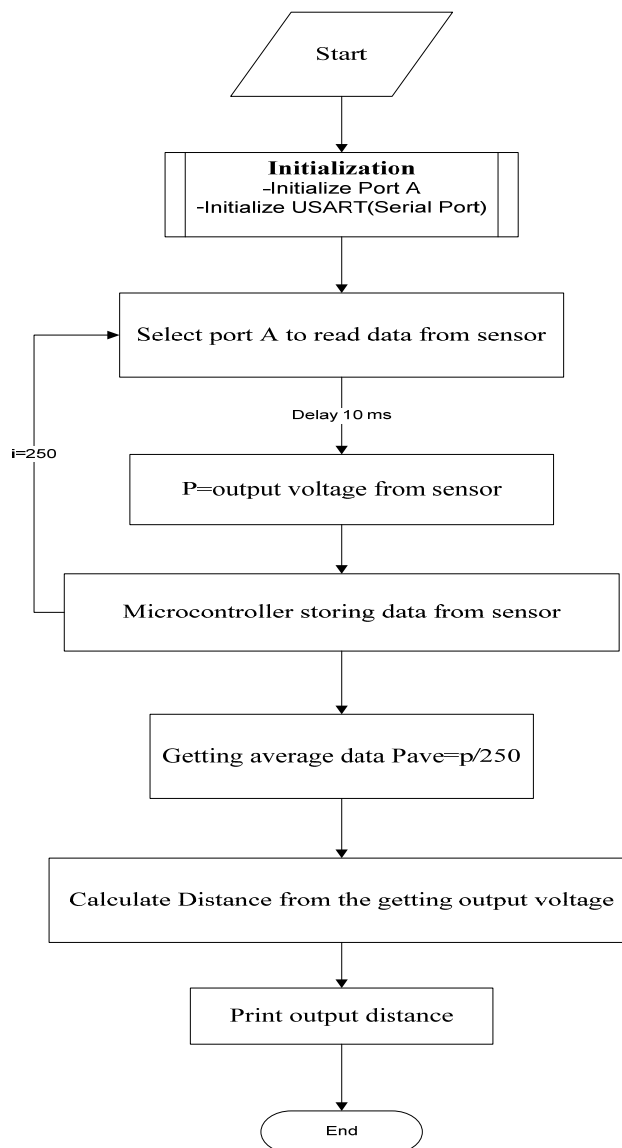 Start
Initialization
-Initialize Port A
-Initialize USART(Serial Port)
Select port A to read data from sensor
Delay 10 ms
i=250
P=output voltage from sensor
Microcontroller storing data from sensor
Getting average data Pave=p/250
Calculate Distance from the getting output voltage
Print output distance
End